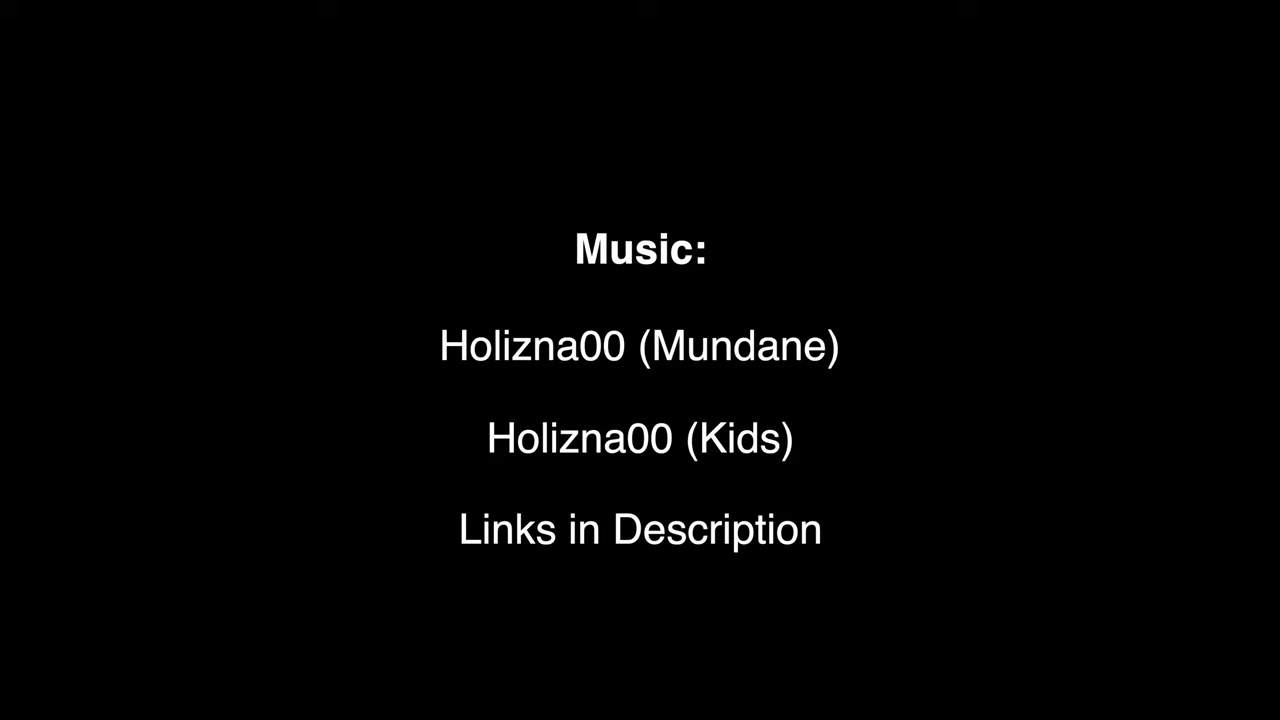 Music:
Holizna00 (Mundane)
Holizna00 (Kids)
Links in Description